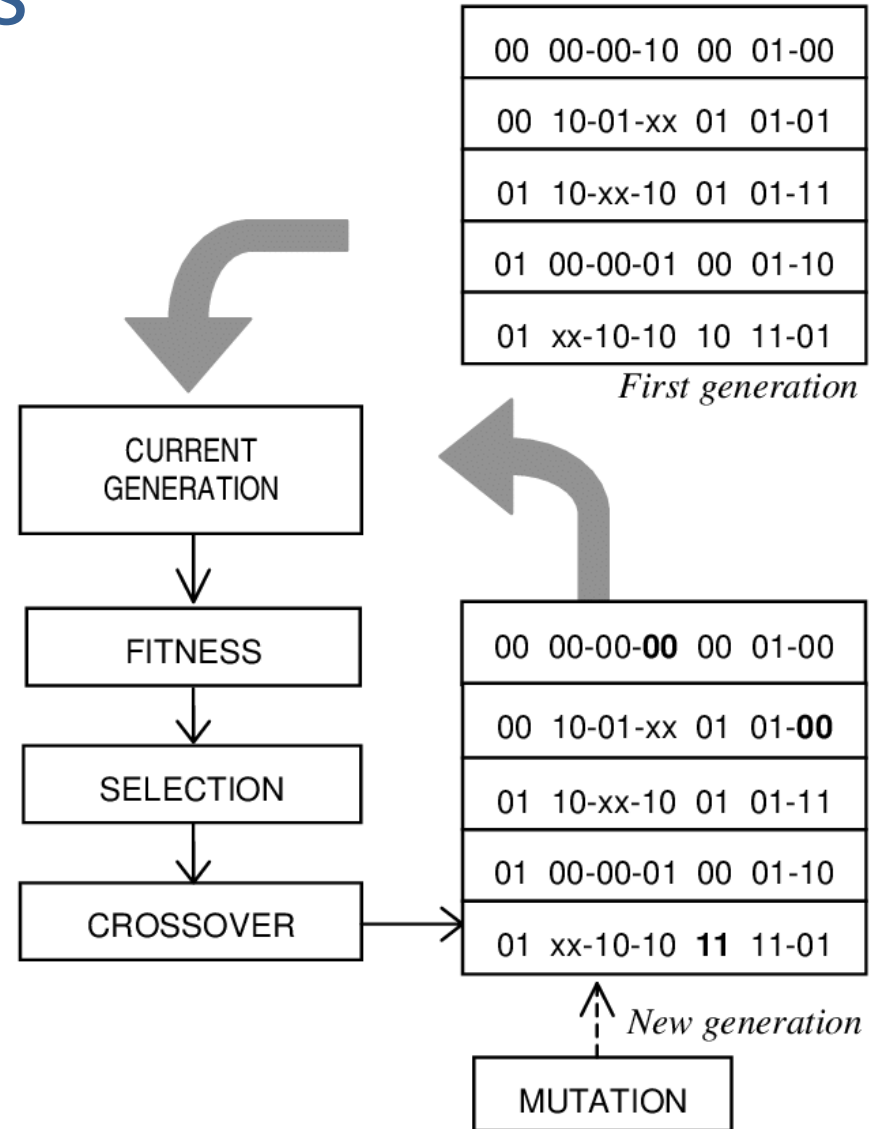 s
00 00-00-10 00 01-00
00 10-01-xx 01 01-01
01 10-xx-10 01 01-11
01 00-00-01 00 01-10
01 xx-10-10 10 11-01
First generation
CURRENT
GENERATION
FITNESS
SELECTION
CROSSOVER
00 00-00-00 00 01-00
00 10-01-xx 01 01-00
01 10-xx-10 01 01-11
01 00-00-01 00 01-10
01 xx-10-10 11 11-01
New generation
MUTATION